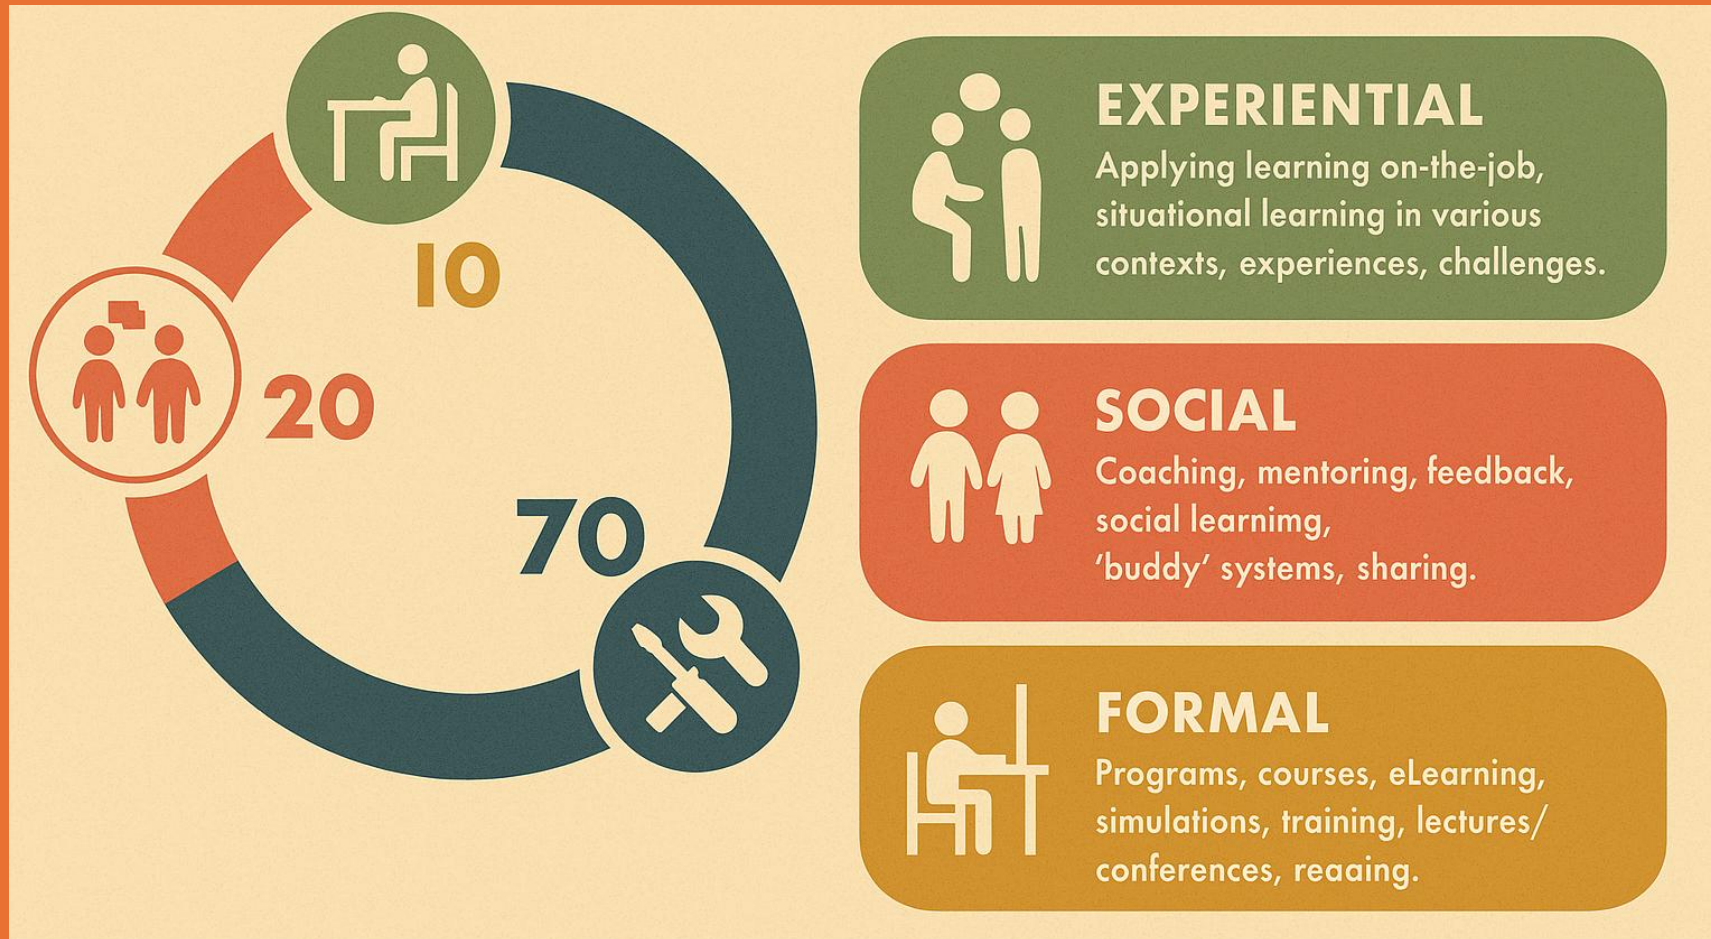 10
20
70
EXPERIENTIAL
Applying learning on-the-job,
situational learning in various
contexts, experiences, challenges.
SOCIAL
Coaching, mentoring, feedback,
social learnimg,
‘buddy’ systems, sharing.
FORMAL
Programs, courses, eLearning,
simulations, training, lectures/
conferences, reaaing.